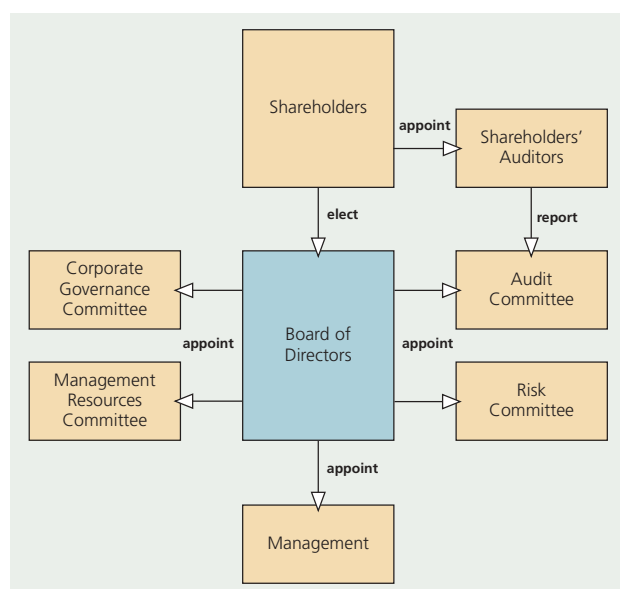 Shareholders
appoint
Shareholders'
Auditors
elect
report
Corporate
Governance
Committee
Audit
Committee
appoint
Board of
Directors
appoint
Management
Resources
Committee
Risk
Committee
appoint
Management